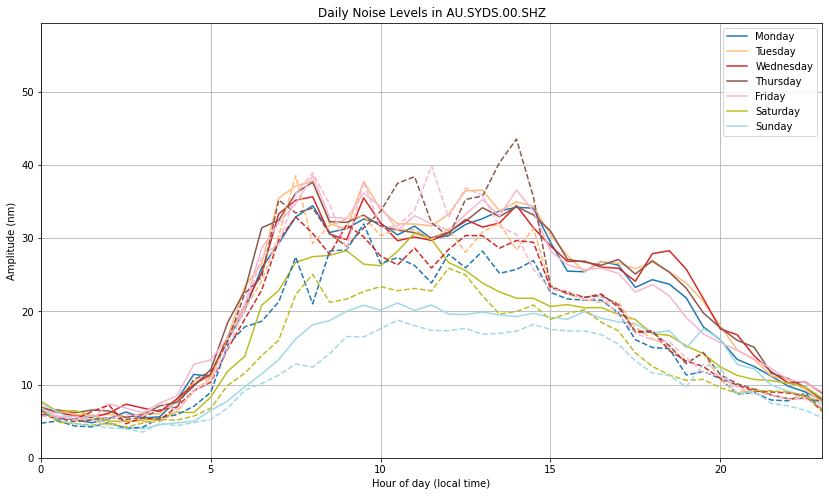 Daily Noise Levels in AU.SYDS.00.SHZ
Monday
Tuesday
Wednesday
Thursday
Friday
Saturday
Sunday
Amplitude (nm)
50
40
30
20
10
0
0
5
10
15
20
Hour of day (local time)